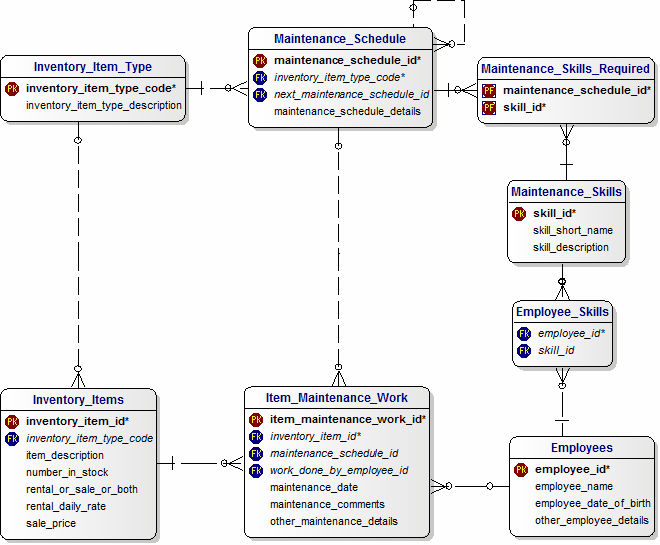 Maintenance_Schedule
PK maintenance_schedule_id*
FK inventory_item_type_code*
FK next_maintenance_schedule_id
maintenance_schedule_details
Inventory_Item_Type
PK inventory_item_type_code*
inventory_item_type_description
Maintenance_Skills_Required
PF maintenance_schedule_id*
PF skill_id*
Maintenance_Skills
PK skill_id*
skill_short_name
skill_description
Employee_Skills
FK employee_id*
FK skill_id
Inventory_Items
PK inventory_item_id*
FK inventory_item_type_code
item_description
number_in_stock
rental_or_sale_or_both
rental_daily_rate
sale_price
Item_Maintenance_Work
PK item_maintenance_work_id*
FK inventory_item_id*
FK maintenance_schedule_id
FK work_done_by_employee_id
maintenance_date
maintenance_comments
other_maintenance_details
Employees
PK employee_id*
employee_name
employee_date_of_birth
other_employee_details